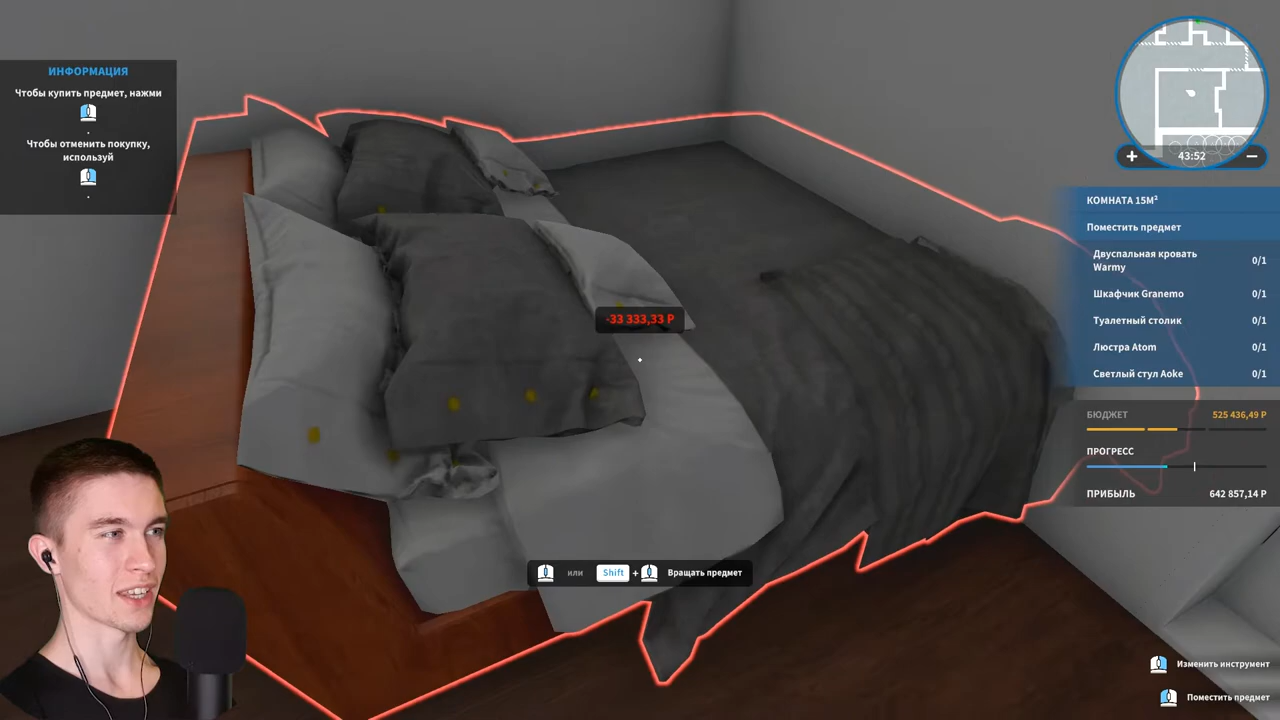 ИНФОРМАЦИЯ
Чтобы купить предмет, нажми
.
Чтобы отменить покупку,
используй
.
-33 333,33 Р
или Shift + Вращать предмет
+ 43:52 −
КОМНАТА 15М²
Поместить предмет
Двуспальная кровать
Warmy 0/1
Шкафчик Granemo 0/1
Туалетный столик 0/1
Люстра Atom 0/1
Светлый стул Aoke 0/1
БЮДЖЕТ 525 436,49 Р
ПРОГРЕСС
ПРИБЫЛЬ 642 857,14 Р
Изменить инструмент
Поместить предмет